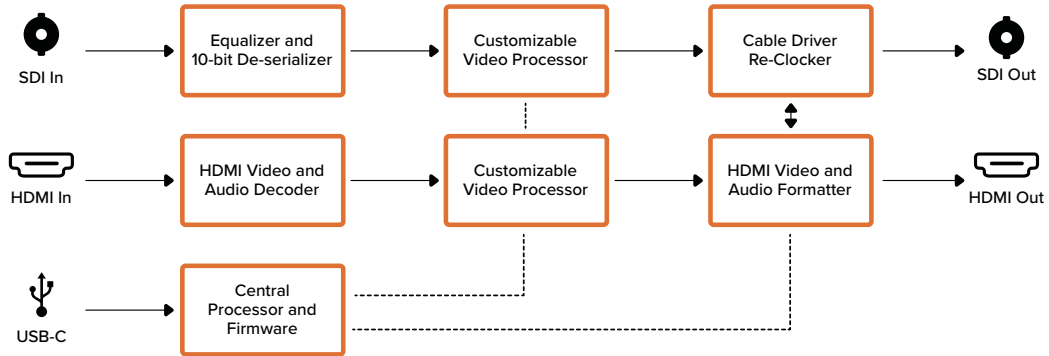 SDI In
Equalizer and
10-bit De-serializer
Customizable
Video Processor
Cable Driver
Re-Clocker
SDI Out
HDMI In
HDMI Video and
Audio Decoder
Customizable
Video Processor
HDMI Video and
Audio Formatter
HDMI Out
USB-C
Central
Processor and
Firmware